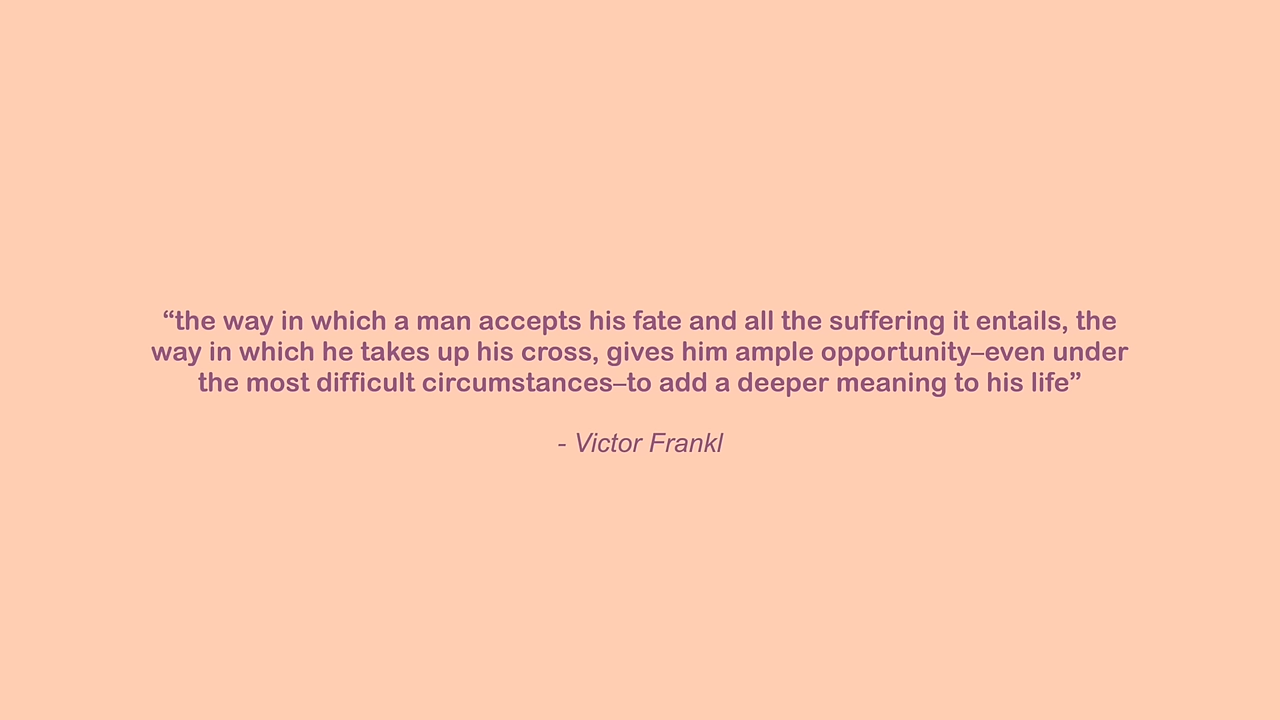 “the way in which a man accepts his fate and all the suffering it entails, the
way in which he takes up his cross, gives him ample opportunity–even under
the most difficult circumstances–to add a deeper meaning to his life”
- Victor Frankl